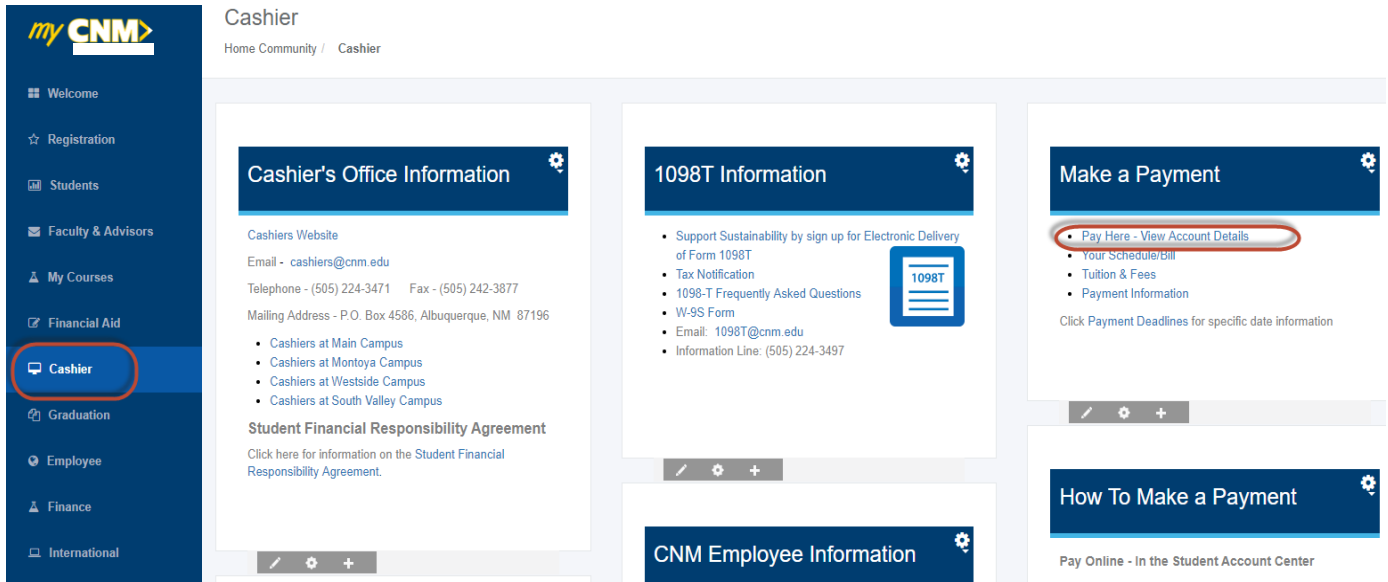 my CNM>
Welcome
Registration
Students
Faculty & Advisors
My Courses
Financial Aid
Cashier
Graduation
Employee
Finance
International
Cashier
Home Community / Cashier
Cashier's Office Information
Cashiers Website
Email - cashiers@cnm.edu
Telephone - (505) 224-3471 Fax - (505) 242-3877
Mailing Address - P.O. Box 4586, Albuquerque, NM 87196
Cashiers at Main Campus
Cashiers at Montoya Campus
Cashiers at Westside Campus
Cashiers at South Valley Campus
Student Financial Responsibility Agreement
Click here for information on the Student Financial
Responsibility Agreement.
1098T Information
Support Sustainability by sign up for Electronic Delivery
of Form 1098T
Tax Notification
1098-T Frequently Asked Questions
W-9S Form
Email: 1098T@cnm.edu
Information Line: (505) 224-3497
1098T
CNM Employee Information
Make a Payment
Pay Here - View Account Details
Your Schedule/Bill
Tuition & Fees
Payment Information
Click Payment Deadlines for specific date information
How To Make a Payment
Pay Online - In the Student Account Center